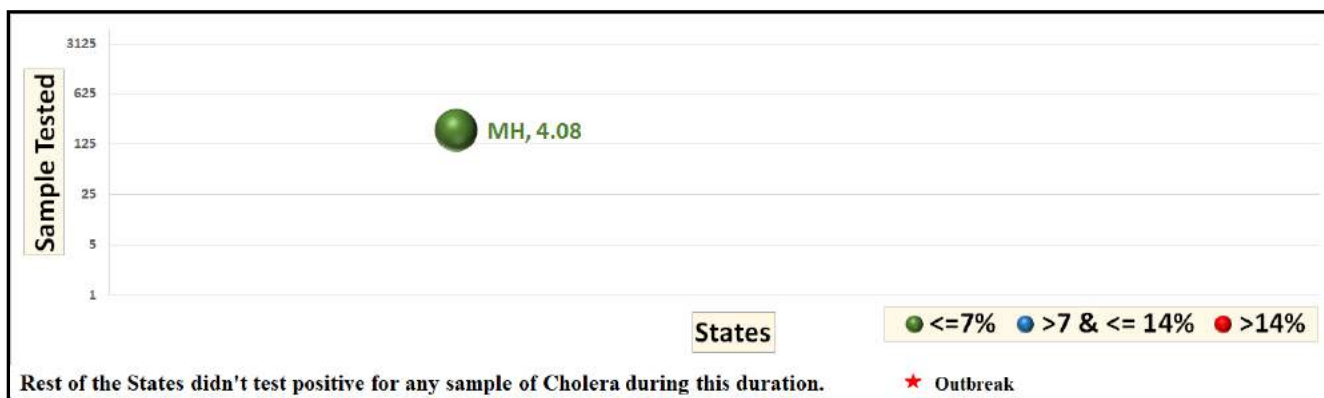 Sample Tested
3125
625
125
25
5
1
MH, 4.08
States
<=7% >7 & <= 14% >14%
Rest of the States didn't test positive for any sample of Cholera during this duration.
Outbreak